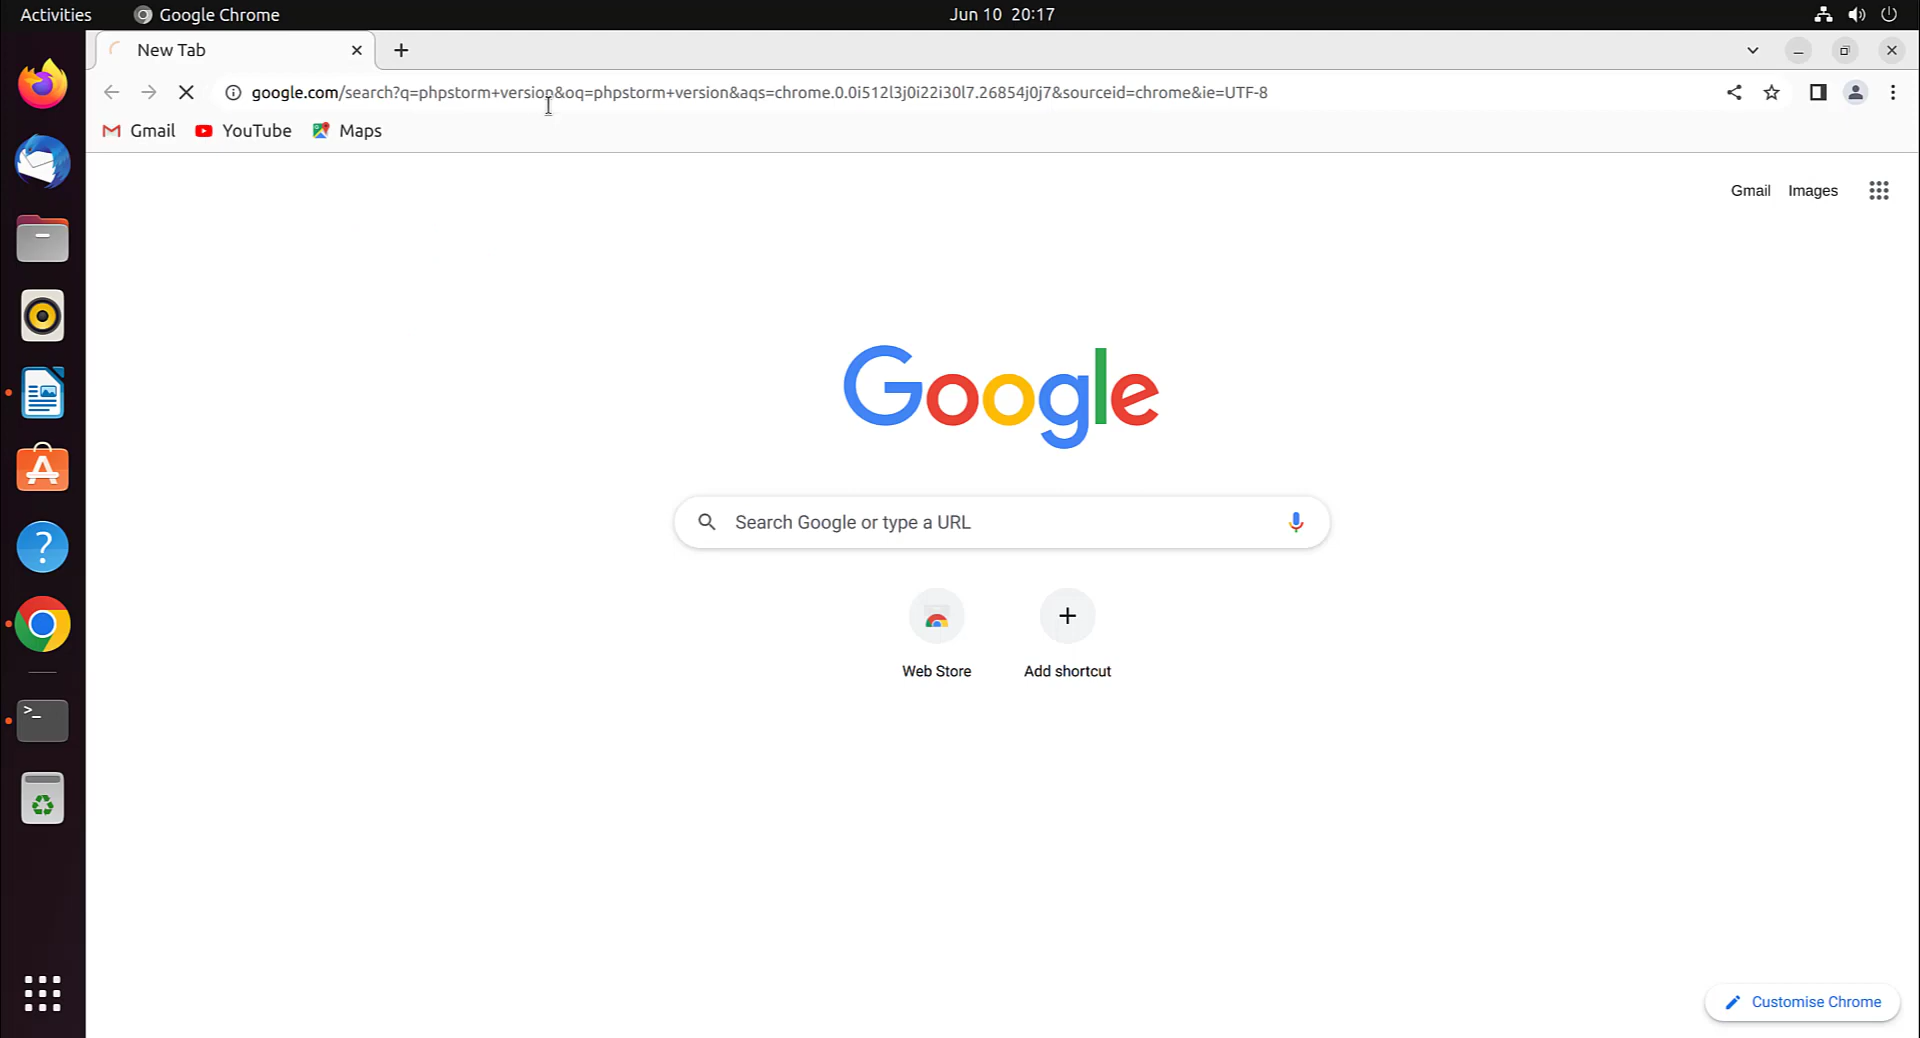 Activities Google Chrome Jun 10 20:17
New Tab
google.com/search?q=phpstorm+version&oq=phpstorm+version&aqs=chrome.0.0i512l3j0i22i30l7.26854j0j7&sourceid=chrome&ie=UTF-8
Gmail YouTube Maps
Gmail Images
Google
Search Google or type a URL
Web Store Add shortcut
Customise Chrome